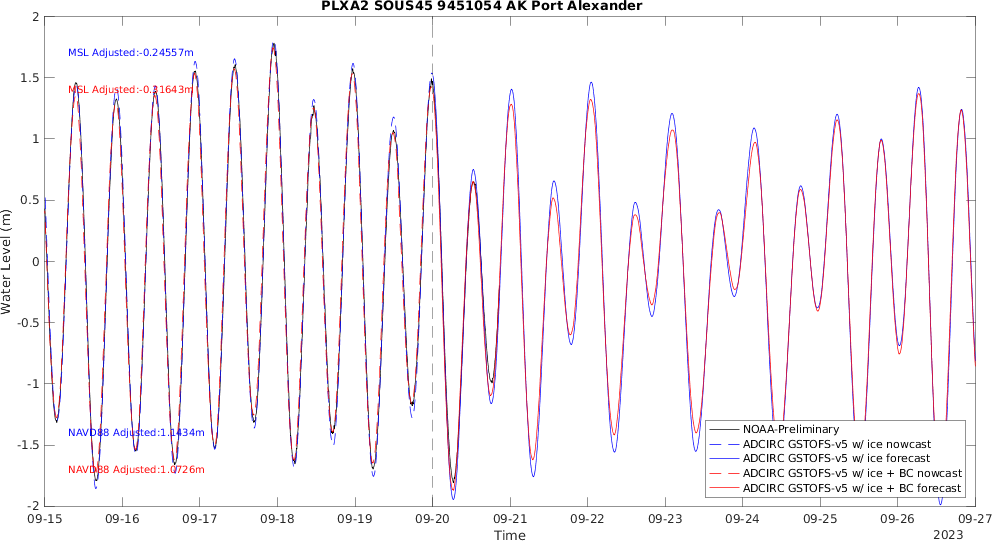 PLXA2 SOUS45 9451054 AK Port Alexander
2
1.5
1
0.5
0
-0.5
-1
-1.5
-2
Water Level (m)
MSL Adjusted:-0.24557m
MSL Adjusted:-0.31643m
NAVD88 Adjusted:1.1434m
NAVD88 Adjusted:1.0726m
NOAA-Preliminary
ADCIRC GSTOFS-v5 w/ ice nowcast
ADCIRC GSTOFS-v5 w/ ice forecast
ADCIRC GSTOFS-v5 w/ ice + BC nowcast
ADCIRC GSTOFS-v5 w/ ice + BC forecast
09-15 09-16 09-17 09-18 09-19 09-20 09-21 09-22 09-23 09-24 09-25 09-26 09-27
Time
2023